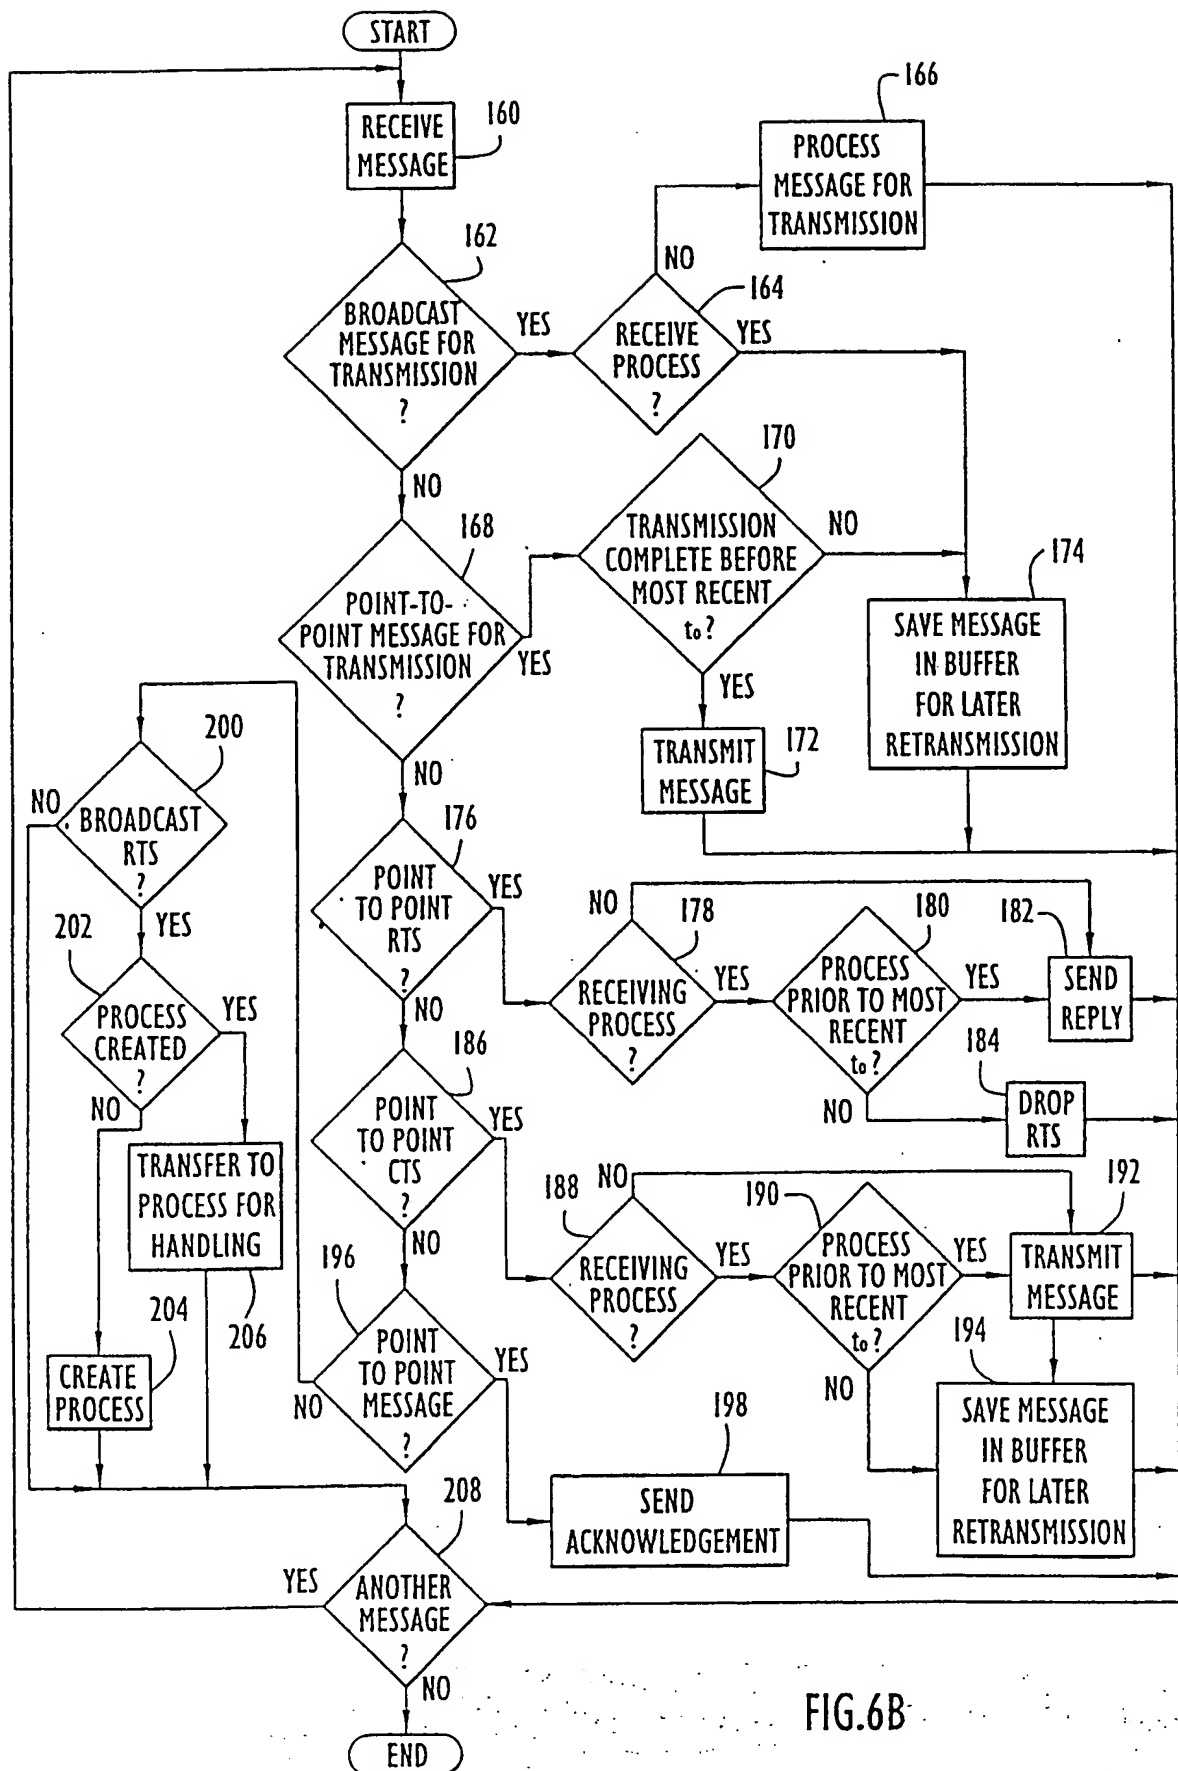 START
RECEIVE
MESSAGE
160
166
PROCESS
MESSAGE FOR
TRANSMISSION
162
BROADCAST
MESSAGE FOR
TRANSMISSION
?
YES
NO
164
RECEIVE
PROCESS
?
YES
NO
168
POINT-TO-
POINT MESSAGE FOR
TRANSMISSION
?
YES
NO
170
TRANSMISSION
COMPLETE BEFORE
MOST RECENT
to ?
NO
YES
172
TRANSMIT
MESSAGE
174
SAVE MESSAGE
IN BUFFER
FOR LATER
RETRANSMISSION
176
POINT
TO POINT
RTS
?
YES
NO
178
RECEIVING
PROCESS
?
NO
YES
180
PROCESS
PRIOR TO MOST
RECENT
to ?
YES
NO
182
SEND
REPLY
184
DROP
RTS
186
POINT
TO POINT
CTS
?
YES
NO
188
RECEIVING
PROCESS
?
NO
YES
190
PROCESS
PRIOR TO MOST
RECENT
to ?
YES
NO
192
TRANSMIT
MESSAGE
194
SAVE MESSAGE
IN BUFFER
FOR LATER
RETRANSMISSION
196
POINT
TO POINT
MESSAGE
?
YES
NO
198
SEND
ACKNOWLEDGEMENT
200
BROADCAST
RTS
?
NO
YES
202
PROCESS
CREATED
?
YES
NO
204
CREATE
PROCESS
TRANSFER TO
PROCESS FOR
HANDLING
206
208
ANOTHER
MESSAGE
?
YES
NO
END
FIG.6B